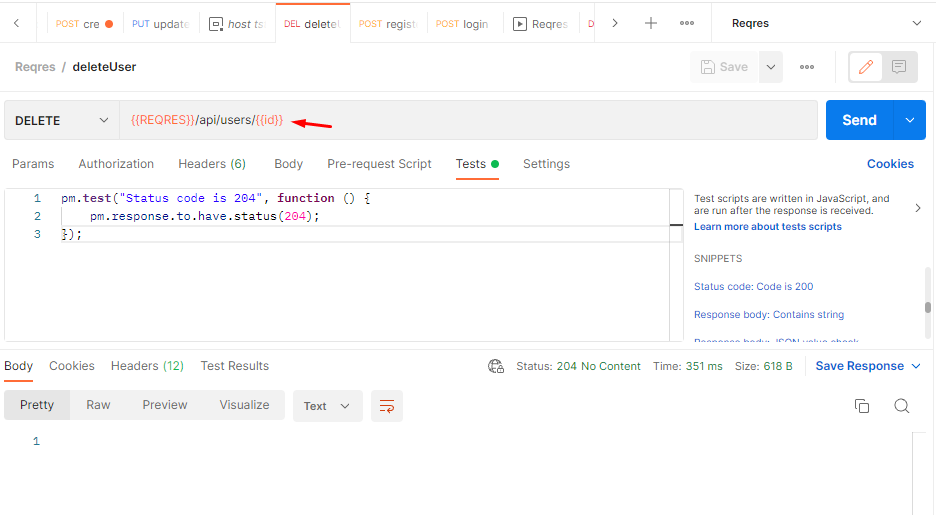 POST cre PUT update host ts DEL delete POST regist POST login Reqres D Reqres
Reqres / deleteUser Save
DELETE {{REQRES}}/api/users/{{id}} Send
Params Authorization Headers (6) Body Pre-request Script Tests Settings Cookies
1 pm.test("Status code is 204", function () {
2 pm.response.to.have.status(204);
3 });
Test scripts are written in JavaScript, and
are run after the response is received.
Learn more about tests scripts
SNIPPETS
Status code: Code is 200
Response body: Contains string
Response body: JSON value check
Body Cookies Headers (12) Test Results Status: 204 No Content Time: 351 ms Size: 618 B Save Response
Pretty Raw Preview Visualize Text
1